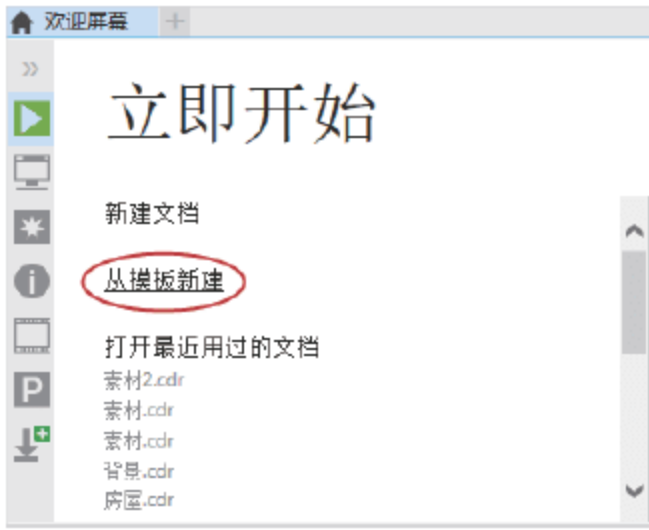 欢迎屏幕
立即开始
新建文档
从模板新建
打开最近用过的文档
素材2.cdr
素材.cdr
素材.cdr
背景.cdr
房屋.cdr
P